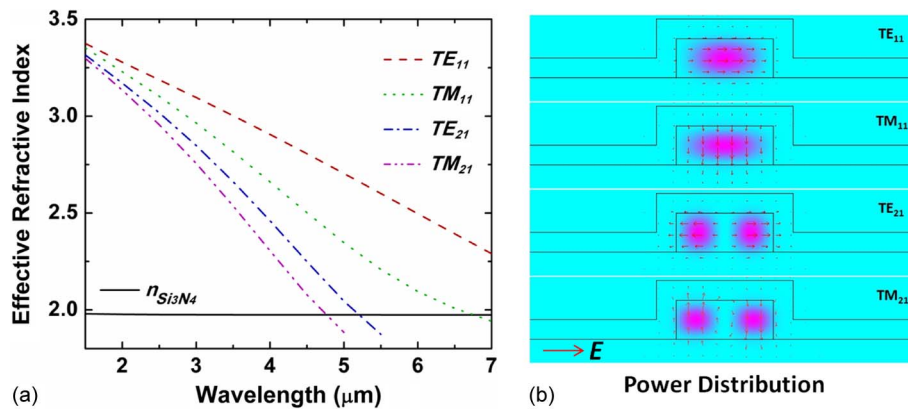 3.5
3.0
2.5
2.0
Effective Refractive Index
TE11
TM11
TE21
TM21
nSi3N4
2 3 4 5 6 7
Wavelength (μm)
(a)
TE11
TM11
TE21
TM21
E
(b)
Power Distribution